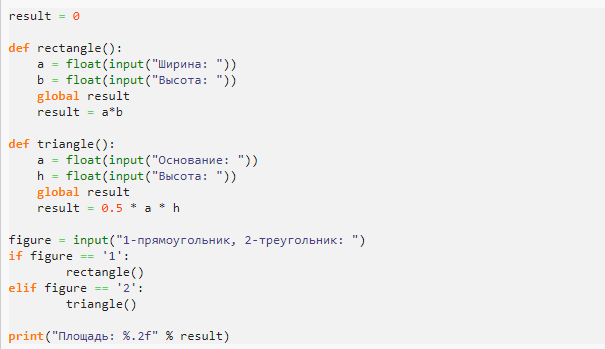 result = 0
def rectangle():
    a = float(input("Ширина: "))
    b = float(input("Высота: "))
    global result
    result = a*b
def triangle():
    a = float(input("Основание: "))
    h = float(input("Высота: "))
    global result
    result = 0.5 * a * h
figure = input("1-прямоугольник, 2-треугольник: ")
if figure == '1':
        rectangle()
elif figure == '2':
        triangle()
print("Площадь: %.2f" % result)